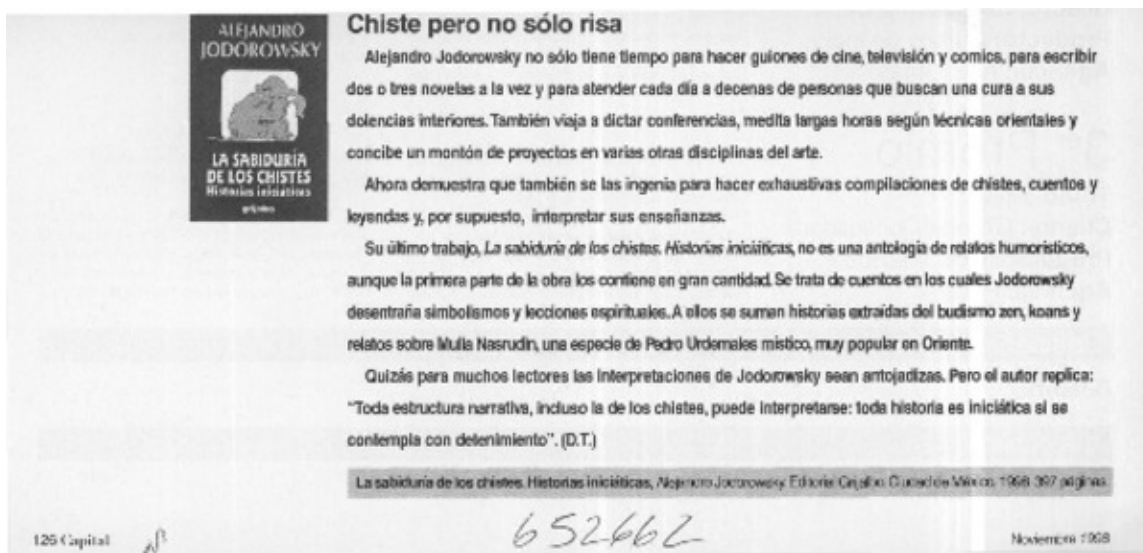 ALEJANDRO
JODOROWSKY
LA SABIDURÍA
DE LOS CHISTES
Historias iniciáticas
grijalbo
Chiste pero no sólo risa
Alejandro Jodorowsky no sólo tiene tiempo para hacer guiones de cine, televisión y comics, para escribir
dos o tres novelas a la vez y para atender cada día a decenas de personas que buscan una cura a sus
dolencias interiores. También viaja a dictar conferencias, medita largas horas según técnicas orientales y
concibe un montón de proyectos en varias otras disciplinas del arte.
Ahora demuestra que también se las ingenia para hacer exhaustivas compilaciones de chistes, cuentos y
leyendas y, por supuesto, interpretar sus enseñanzas.
Su último trabajo, La sabiduría de los chistes. Historias iniciáticas, no es una antología de relatos humorísticos,
aunque la primera parte de la obra los contiene en gran cantidad. Se trata de cuentos en los cuales Jodorowsky
desentraña simbolismos y lecciones espirituales. A ellos se suman historias extraídas del budismo zen, koans y
relatos sobre Mulla Nasrudín, una especie de Pedro Urdemales místico, muy popular en Oriente.
Quizás para muchos lectores las interpretaciones de Jodorowsky sean antojadizas. Pero el autor replica:
"Toda estructura narrativa, incluso la de los chistes, puede interpretarse: toda historia es iniciática si se
contempla con detenimiento". (D.T.)
La sabiduría de los chistes. Historias iniciáticas, Alejandro Jodorowsky. Editorial Grijalbo. Ciudad de México. 1998. 397 páginas.
652662
126 Capital
Noviembre 1998